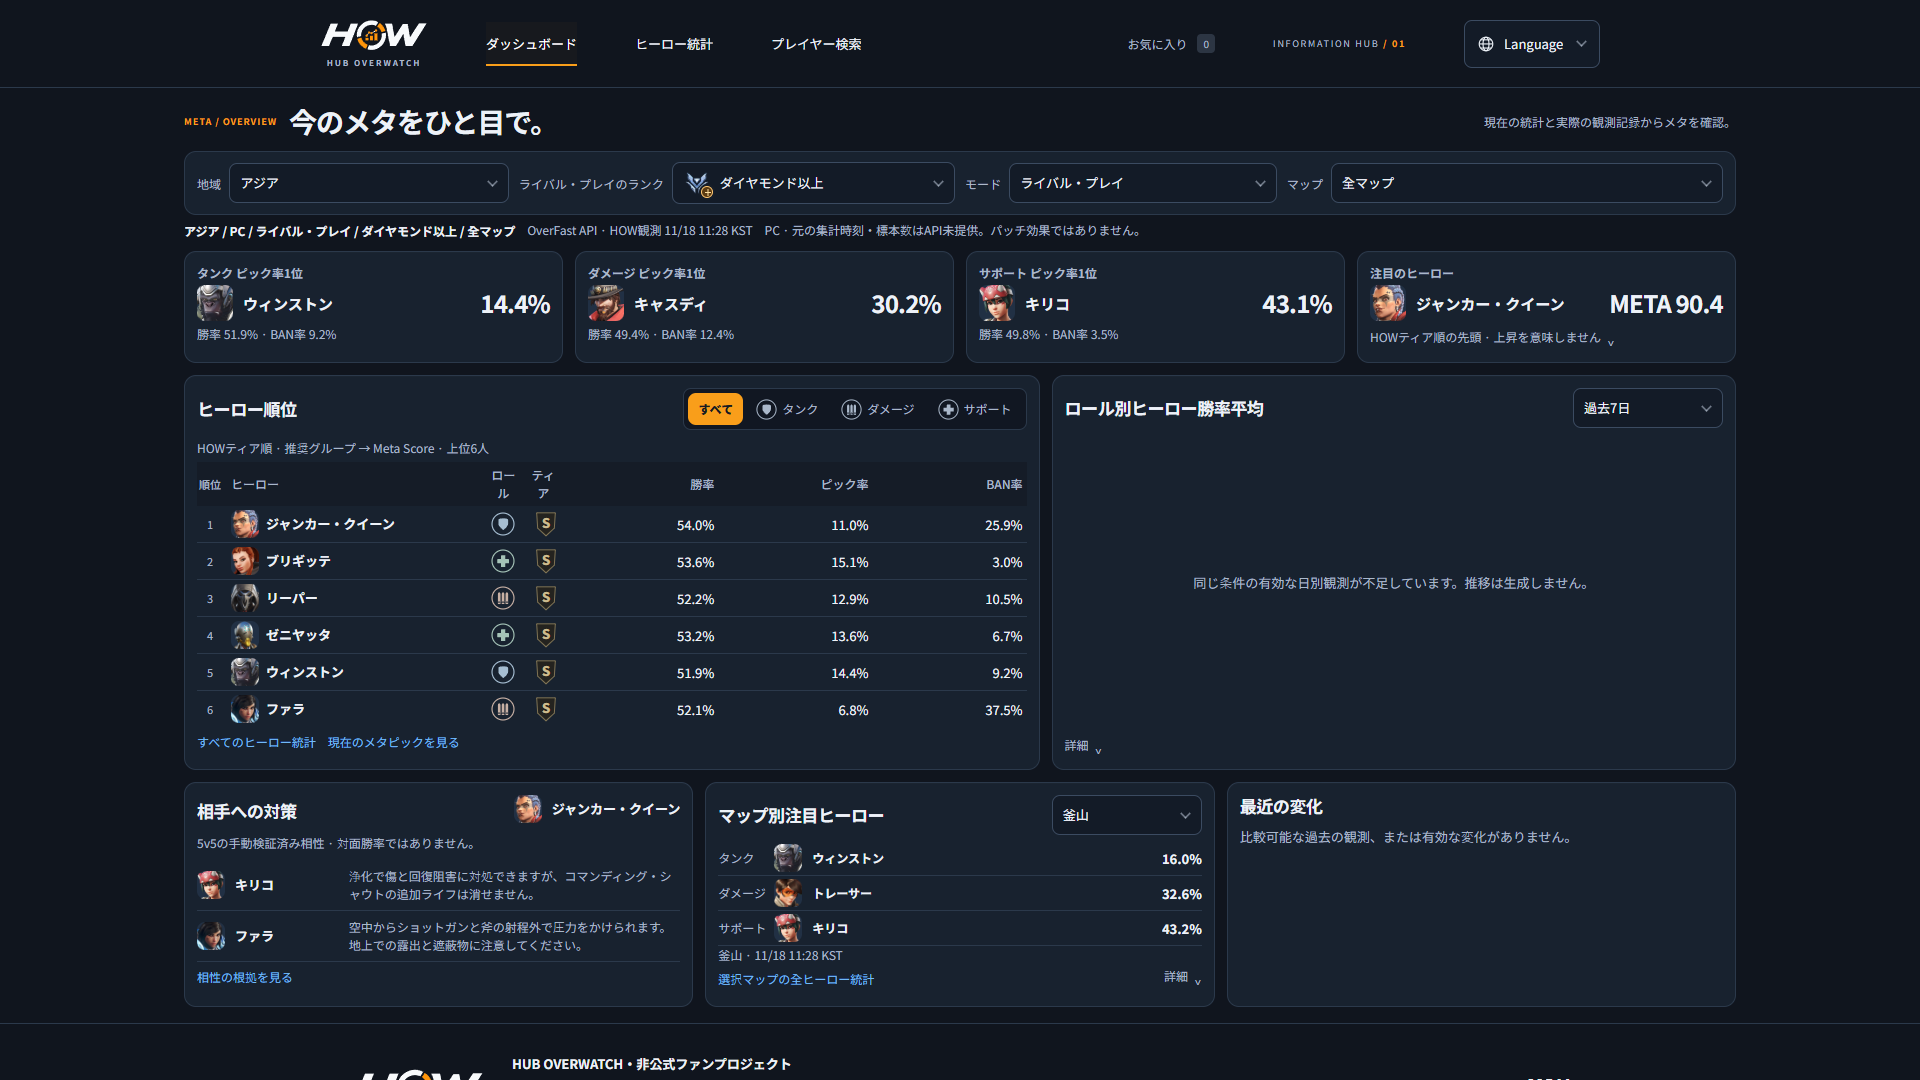 HOW
HUB OVERWATCH
ダッシュボード
ヒーロー統計
プレイヤー検索
お気に入り 0
INFORMATION HUB / 01
Language
META / OVERVIEW
今のメタをひと目で。
現在の統計と実際の観測記録からメタを確認。
地域
アジア
ライバル・プレイのランク
ダイヤモンド以上
モード
ライバル・プレイ
マップ
全マップ
アジア / PC / ライバル・プレイ / ダイヤモンド以上 / 全マップ OverFast API · HOW観測 11/18 11:28 KST PC · 元の集計時刻・標本数はAPI未提供。パッチ効果ではありません。
タンク ピック率1位
ウィンストン 14.4%
勝率 51.9% · BAN率 9.2%
ダメージ ピック率1位
キャスディ 30.2%
勝率 49.4% · BAN率 12.4%
サポート ピック率1位
キリコ 43.1%
勝率 49.8% · BAN率 3.5%
注目のヒーロー
ジャンカー・クイーン META 90.4
HOWティア順の先頭 · 上昇を意味しません
ヒーロー順位
すべて タンク ダメージ サポート
HOWティア順 · 推奨グループ → Meta Score · 上位6人
順位 ヒーロー ロール ティア 勝率 ピック率 BAN率
1 ジャンカー・クイーン S 54.0% 11.0% 25.9%
2 ブリギッテ S 53.6% 15.1% 3.0%
3 リーパー S 52.2% 12.9% 10.5%
4 ゼニヤッタ S 53.2% 13.6% 6.7%
5 ウィンストン S 51.9% 14.4% 9.2%
6 ファラ S 52.1% 6.8% 37.5%
すべてのヒーロー統計 現在のメタピックを見る
ロール別ヒーロー勝率平均
過去7日
同じ条件の有効な日別観測が不足しています。推移は生成しません。
詳細
相手への対策
ジャンカー・クイーン
5v5の手動検証済み相性 · 対面勝率ではありません。
キリコ
浄化で傷と回復阻害に対処できますが、コマンディング・シ
ャウトの追加ライフは消せません。
ファラ
空中からショットガンと斧の射程外で圧力をかけられます。
地上での露出と遮蔽物に注意してください。
相性の根拠を見る
マップ別注目ヒーロー
釜山
タンク ウィンストン 16.0%
ダメージ トレーサー 32.6%
サポート キリコ 43.2%
釜山 · 11/18 11:28 KST
選択マップの全ヒーロー統計
詳細
最近の変化
比較可能な過去の観測、または有効な変化がありません。
HUB OVERWATCH • 非公式ファンプロジェクト